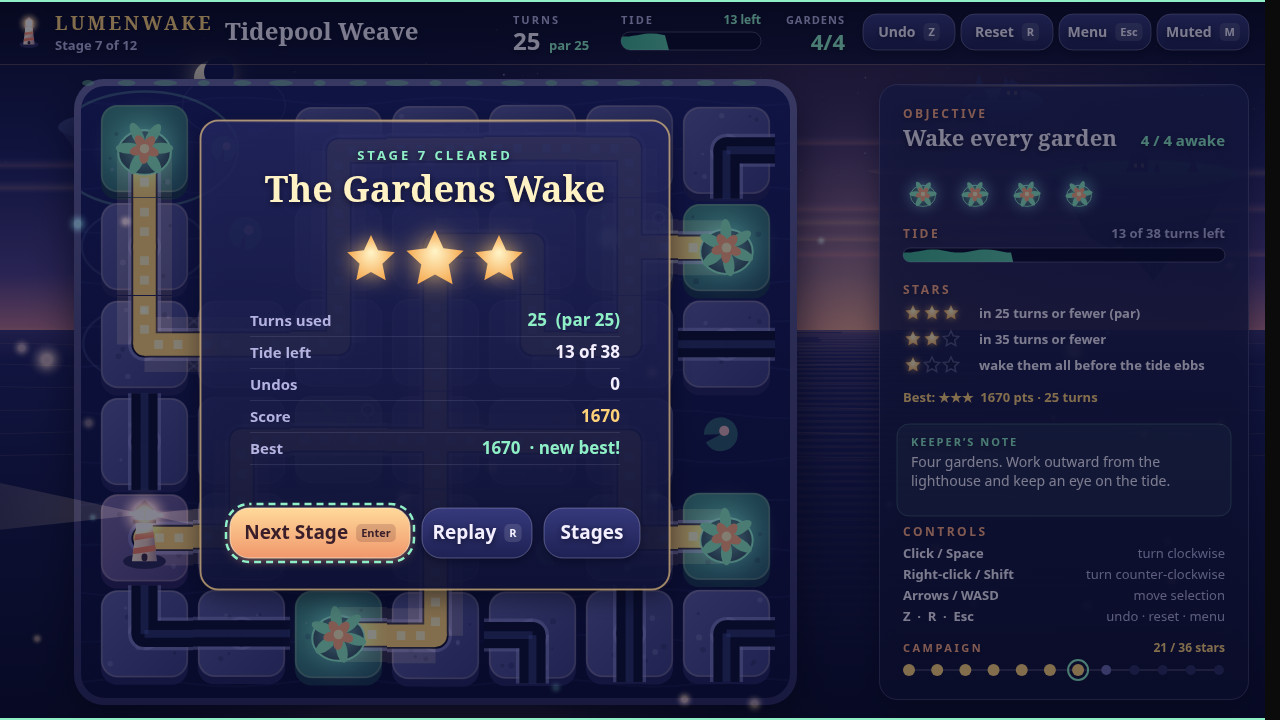 LUMENWAKE
Stage 7 of 12
Tidepool Weave
TURNS
25 par 25
TIDE 13 left
GARDENS
4/4
Undo Z
Reset R
Menu Esc
Muted M
STAGE 7 CLEARED
The Gardens Wake
Turns used 25 (par 25)
Tide left 13 of 38
Undos 0
Score 1670
Best 1670 · new best!
Next Stage Enter
Replay R
Stages
OBJECTIVE
Wake every garden 4 / 4 awake
TIDE 13 of 38 turns left
STARS
in 25 turns or fewer (par)
in 35 turns or fewer
wake them all before the tide ebbs
Best: ★★★ 1670 pts · 25 turns
KEEPER'S NOTE
Four gardens. Work outward from the
lighthouse and keep an eye on the tide.
CONTROLS
Click / Space turn clockwise
Right-click / Shift turn counter-clockwise
Arrows / WASD move selection
Z · R · Esc undo · reset · menu
CAMPAIGN 21 / 36 stars